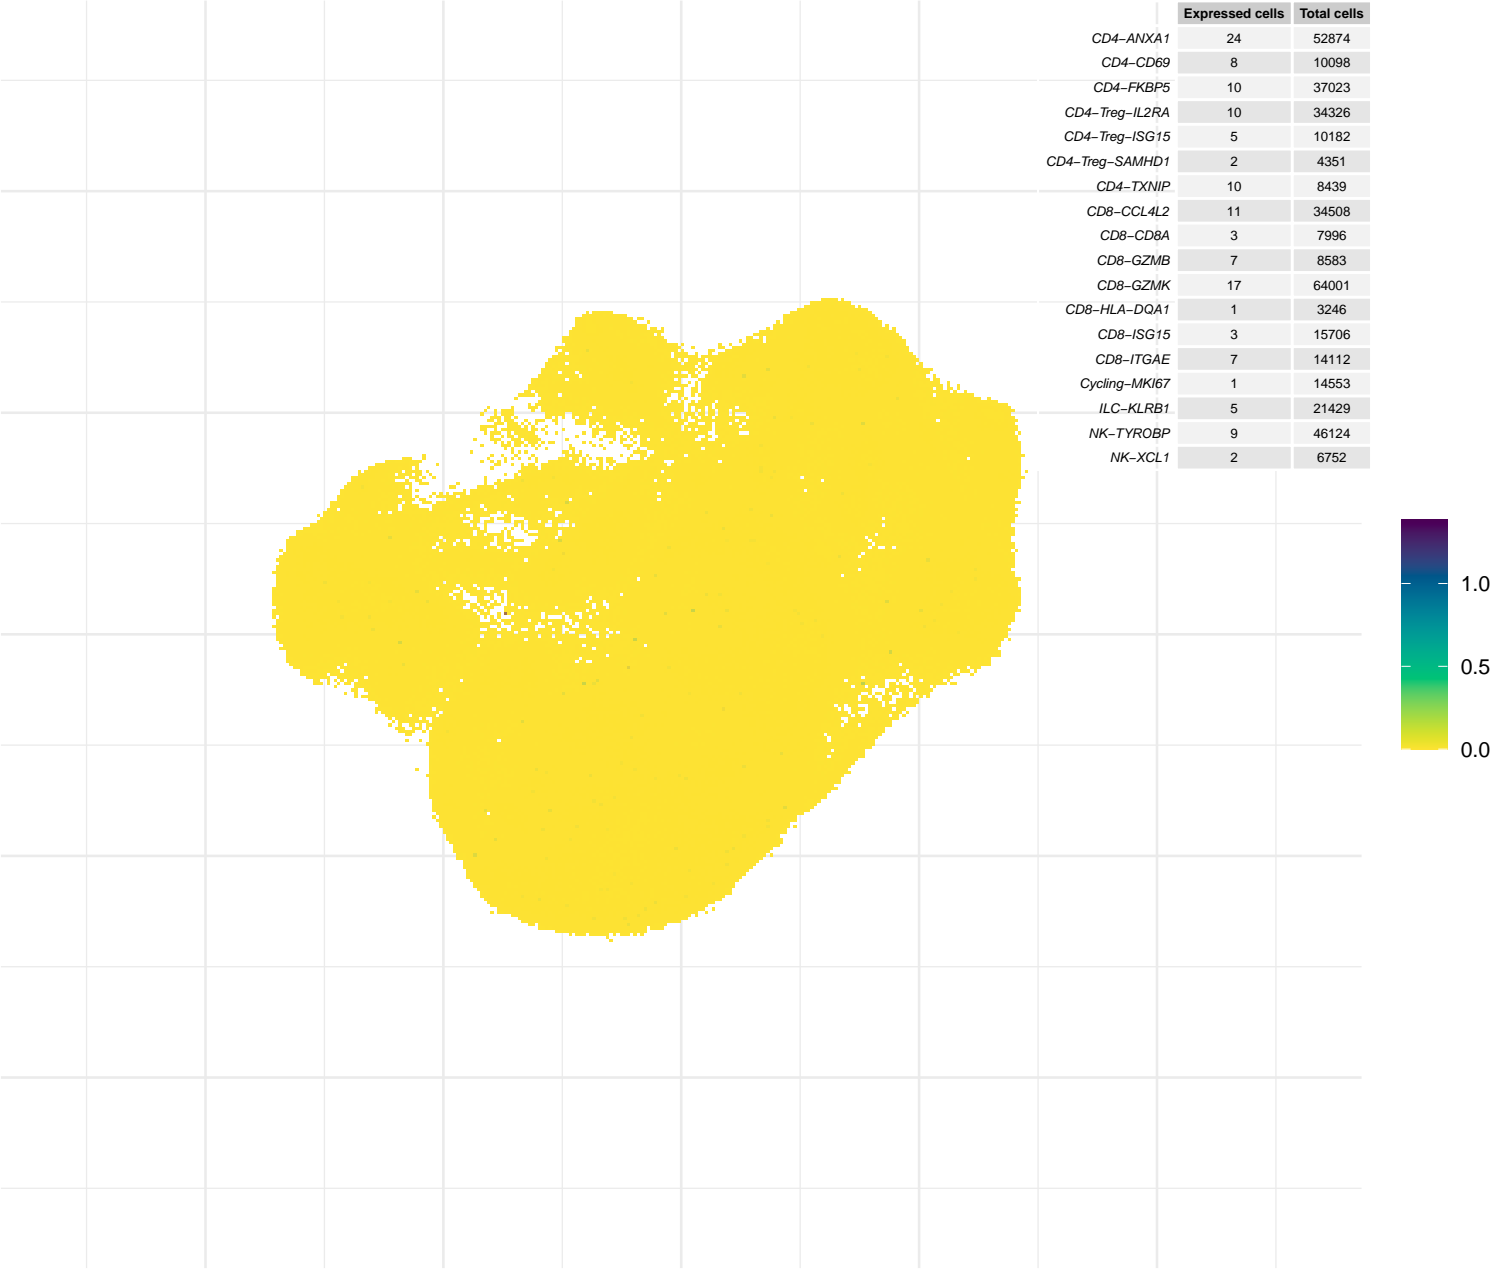 Expressed cells Total cells
CD4−ANXA1 24 52874
CD4−CD69 8 10098
CD4−FKBP5 10 37023
CD4−Treg−IL2RA 10 34326
CD4−Treg−ISG15 5 10182
CD4−Treg−SAMHD1 2 4351
CD4−TXNIP 10 8439
CD8−CCL4L2 11 34508
CD8−CD8A 3 7996
CD8−GZMB 7 8583
CD8−GZMK 17 64001
CD8−HLA−DQA1 1 3246
CD8−ISG15 3 15706
CD8−ITGAE 7 14112
Cycling−MKI67 1 14553
ILC−KLRB1 5 21429
NK−TYROBP 9 46124
NK−XCL1 2 6752
1.0
0.5
0.0